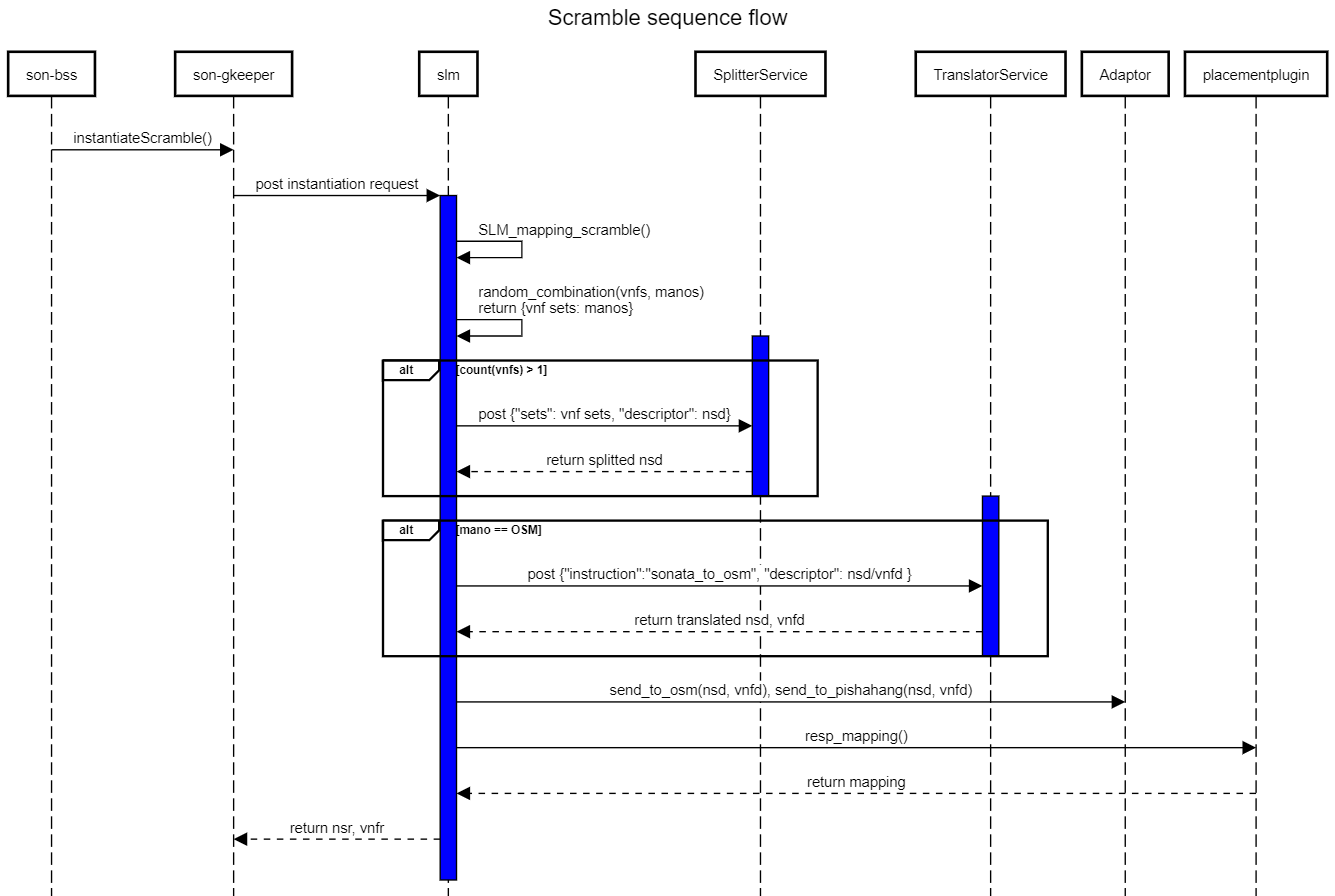 Scramble sequence flow
son-bss
son-gkeeper
slm
SplitterService
TranslatorService
Adaptor
placementplugin
instantiateScramble()
post instantiation request
SLM_mapping_scramble()
random_combination(vnfs, manos)
return {vnf sets: manos}
alt
[count(vnfs) > 1]
post {"sets": vnf sets, "descriptor": nsd}
return splitted nsd
alt
[mano == OSM]
post {"instruction":"sonata_to_osm", "descriptor": nsd/vnfd }
return translated nsd, vnfd
send_to_osm(nsd, vnfd), send_to_pishahang(nsd, vnfd)
resp_mapping()
return mapping
return nsr, vnfr